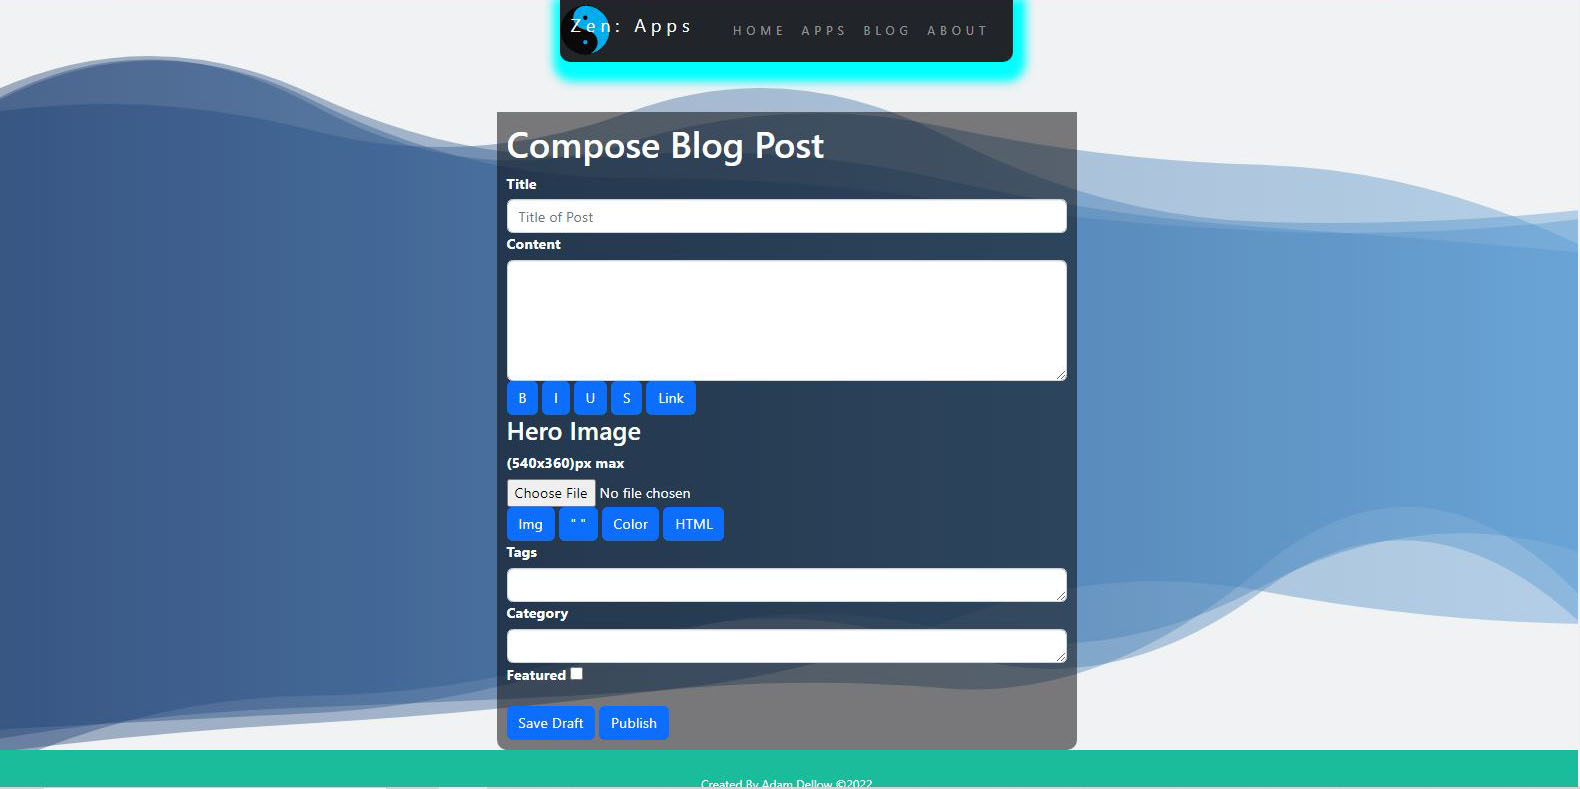 Zen: Apps HOME APPS BLOG ABOUT
Compose Blog Post
Title
Title of Post
Content
B I U S Link
Hero Image
(540x360)px max
Choose File No file chosen
Img " " Color HTML
Tags
Category
Featured
Save Draft Publish
Created By Adam Dellow ©2022